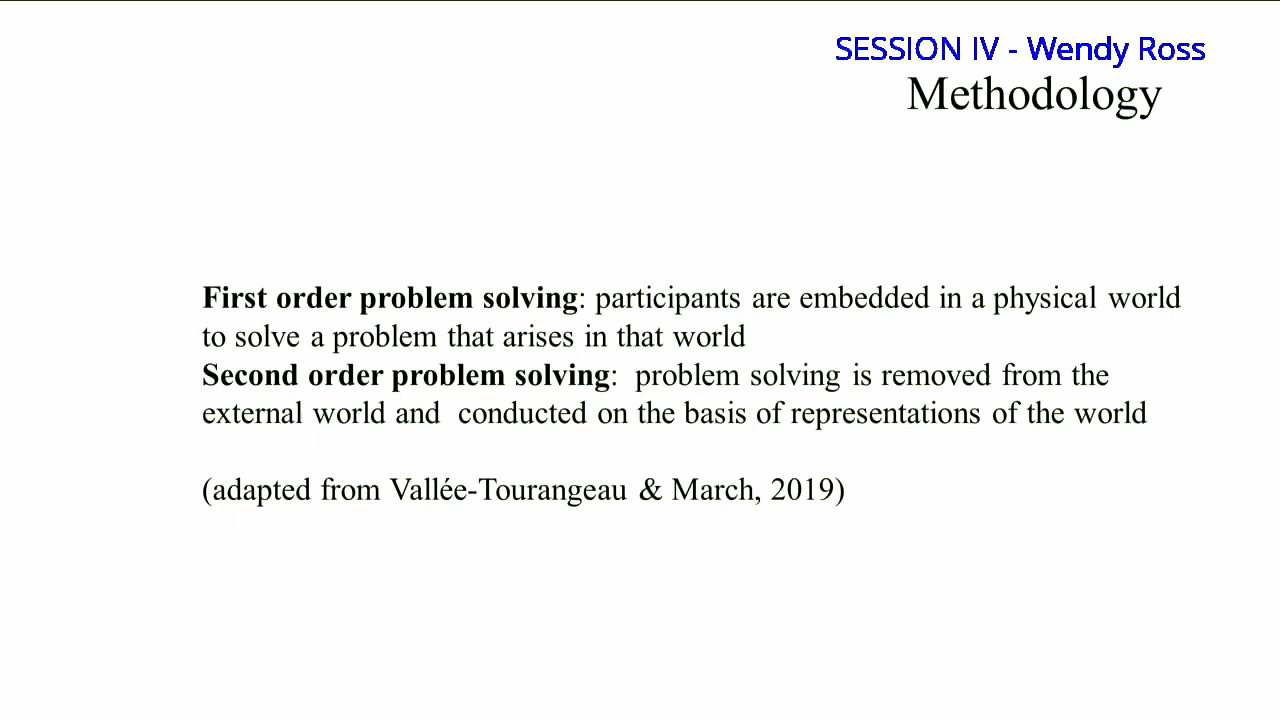 SESSION IV - Wendy Ross
Methodology
First order problem solving: participants are embedded in a physical world
to solve a problem that arises in that world
Second order problem solving:  problem solving is removed from the
external world and  conducted on the basis of representations of the world
(adapted from Vallée-Tourangeau & March, 2019)